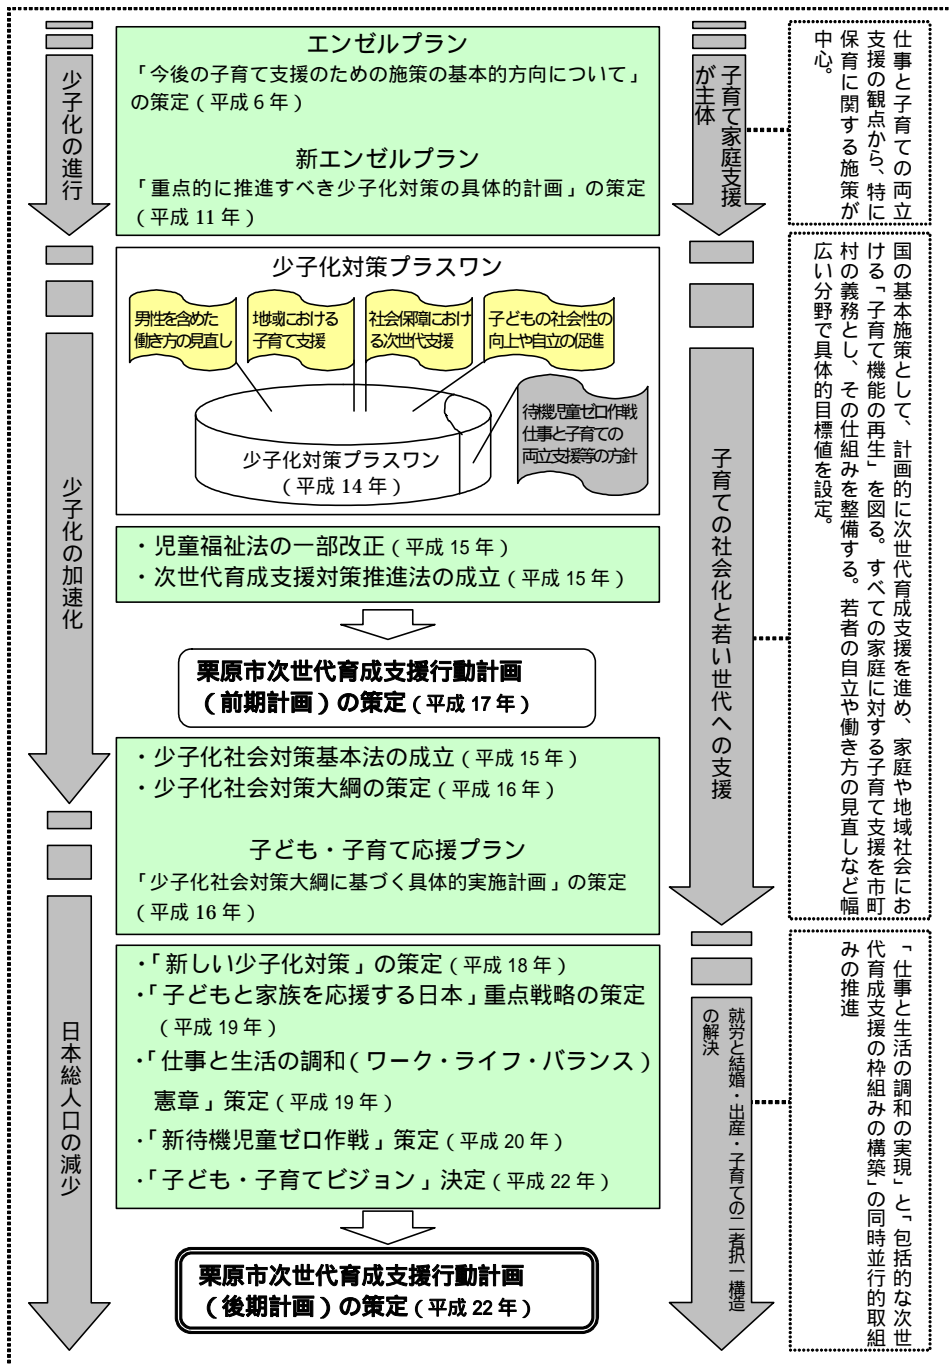 少子化の進行
エンゼルプラン
「今後の子育て支援のための施策の基本的方向について」
の策定（平成６年）
新エンゼルプラン
「重点的に推進すべき少子化対策の具体的計画」の策定
（平成 11 年）
子育て家庭支援
が主体
仕事と子育ての両立
支援の観点から、特に
保育に関する施策が
中心。
少子化の加速化
少子化対策プラスワン
男性を含めた
働き方の見直し
地域における
子育て支援
社会保障におけ
る次世代支援
子どもの社会性の
向上や自立の促進
待機児童ゼロ作戦
仕事と子育ての
両立支援等の方針
少子化対策プラスワン
（平成 14 年）
・児童福祉法の一部改正（平成 15 年）
・次世代育成支援対策推進法の成立（平成 15 年）
栗原市次世代育成支援行動計画
（前期計画）の策定（平成 17 年）
・少子化社会対策基本法の成立（平成 15 年）
・少子化社会対策大綱の策定（平成 16 年）
子ども・子育て応援プラン
「少子化社会対策大綱に基づく具体的実施計画」の策定
（平成 16 年）
子育ての社会化と若い世代への支援
国の基本施策として、計画的に次世代育成支援を進め、家庭や地域社会にお
ける「子育て機能の再生」を図る。すべての家庭に対する子育て支援を市町
村の義務とし、その仕組みを整備する。若者の自立や働き方の見直しなど幅
広い分野で具体的目標値を設定。
日本総人口の減少
・「新しい少子化対策」の策定（平成 18 年）
・「子どもと家族を応援する日本」重点戦略の策定
（平成 19 年）
・「仕事と生活の調和（ワーク・ライフ・バランス）
憲章」策定（平成 19 年）
・「新待機児童ゼロ作戦」策定（平成 20 年）
・「子ども・子育てビジョン」決定（平成 22 年）
栗原市次世代育成支援行動計画
（後期計画）の策定（平成 22 年）
就労と結婚・出産・子育ての二者択一構造
の解決
「仕事と生活の調和の実現」と「包括的な次世
代育成支援の枠組みの構築」の同時並行的取組
みの推進